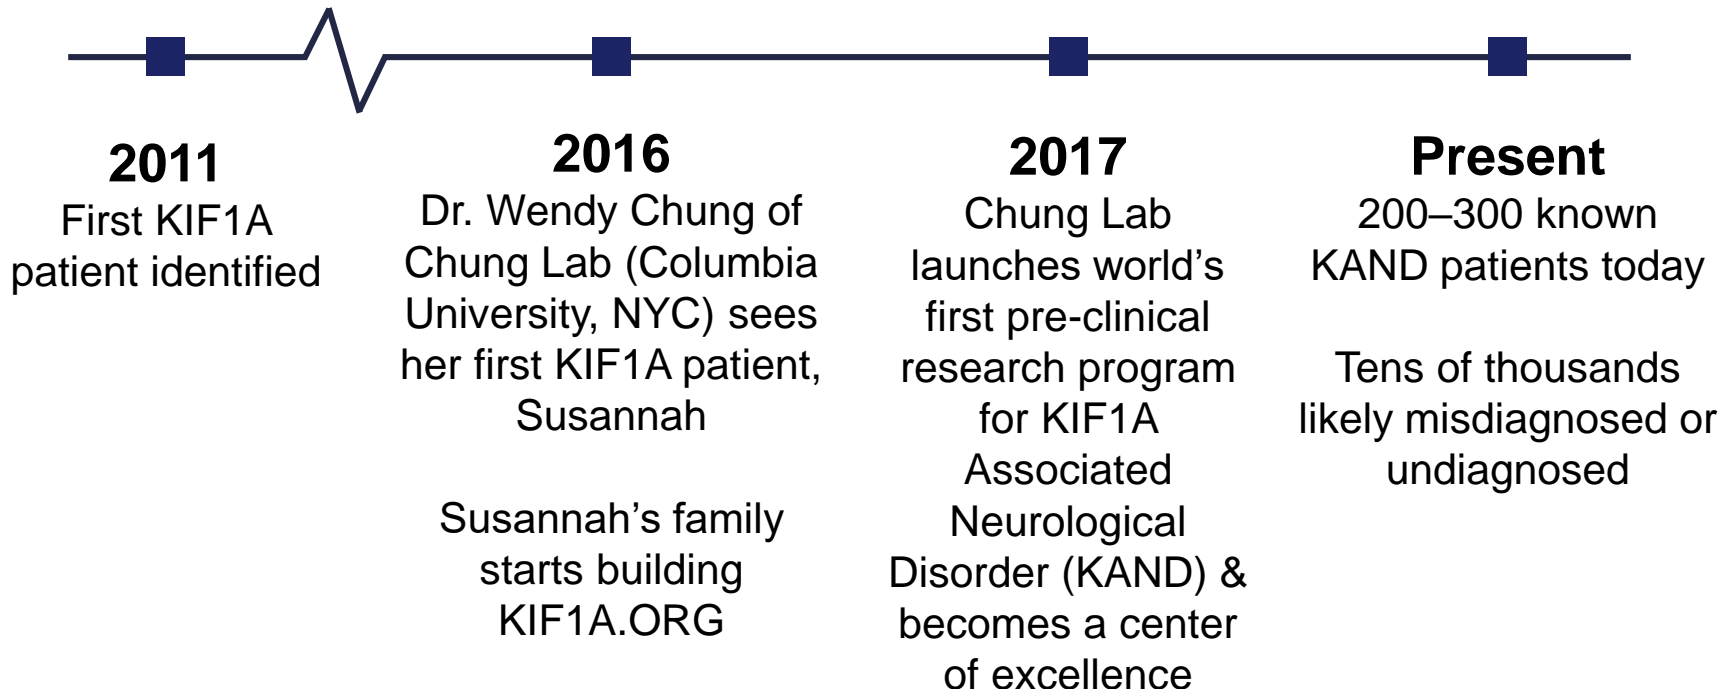 2011
First KIF1A
patient identified
2016
Dr. Wendy Chung of
Chung Lab (Columbia
University, NYC) sees
her first KIF1A patient,
Susannah
Susannah’s family
starts building
KIF1A.ORG
2017
Chung Lab
launches world’s
first pre-clinical
research program
for KIF1A
Associated
Neurological
Disorder (KAND) &
becomes a center
of excellence
Present
200–300 known
KAND patients today
Tens of thousands
likely misdiagnosed or
undiagnosed